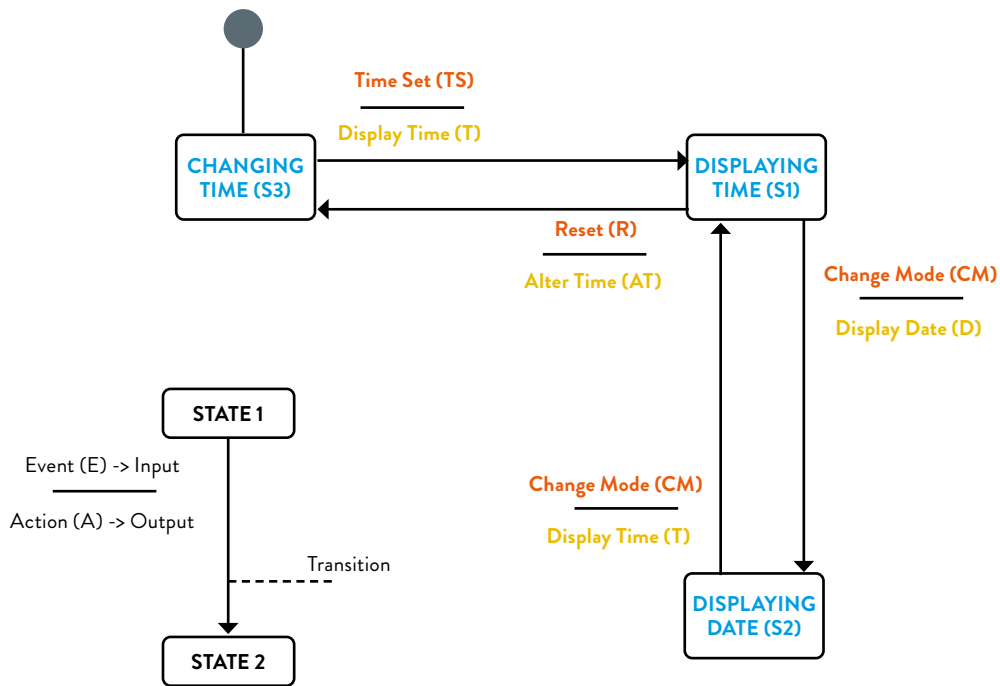 Time Set (TS)
Display Time (T)
CHANGING
TIME (S3)
DISPLAYING
TIME (S1)
Reset (R)
Alter Time (AT)
Change Mode (CM)
Display Date (D)
STATE 1
Event (E) -> Input
Action (A) -> Output
Transition
STATE 2
Change Mode (CM)
Display Time (T)
DISPLAYING
DATE (S2)